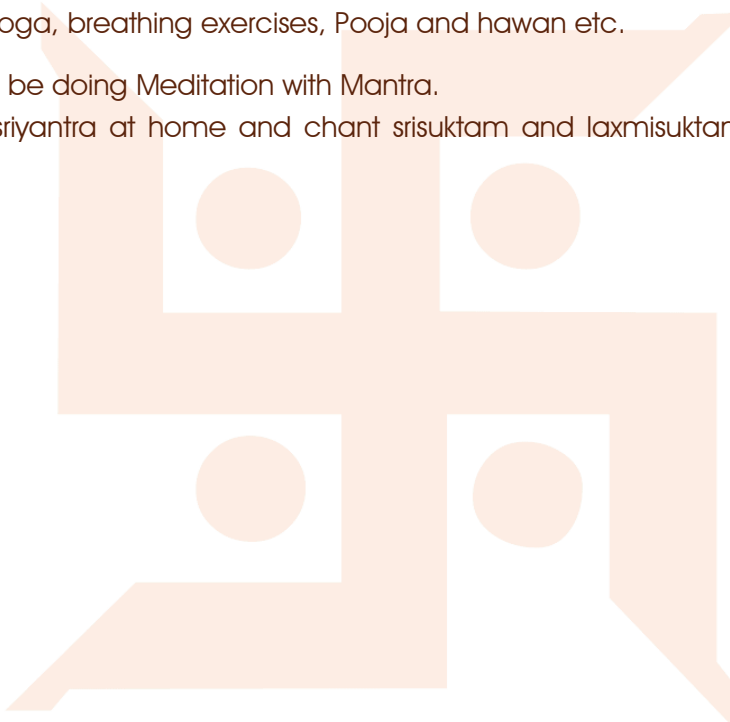 oga, breathing exercises, Pooja and hawan etc.
be doing Meditation with Mantra.
sriyantra at home and chant srisuktam and laxmisuktam